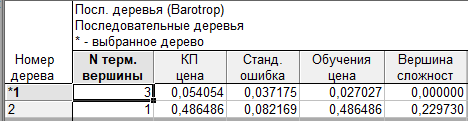 Посл. деревья (Barotrop)
Последовательные деревья
* - выбранное дерево
Номер дерева N терм. вершины КП цена Станд. ошибка Обучения цена Вершина сложност
*1 3 0,054054 0,037175 0,027027 0,000000
2 1 0,486486 0,082169 0,486486 0,229730